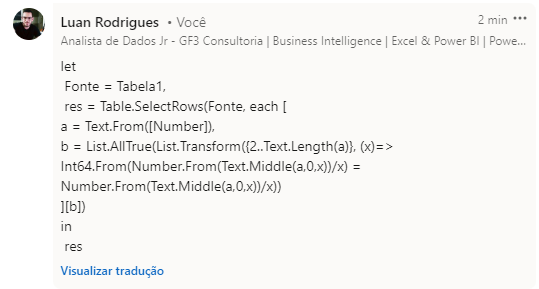 Luan Rodrigues • Você
2 min •••
Analista de Dados Jr - GF3 Consultoria | Business Intelligence | Excel & Power BI | Powe...
let
Fonte = Tabela1,
res = Table.SelectRows(Fonte, each [
a = Text.From([Number]),
b = List.AllTrue(List.Transform({2..Text.Length(a)}, (x)=>
Int64.From(Number.From(Text.Middle(a,0,x))/x) =
Number.From(Text.Middle(a,0,x))/x))
][b])
in
res
Visualizar tradução